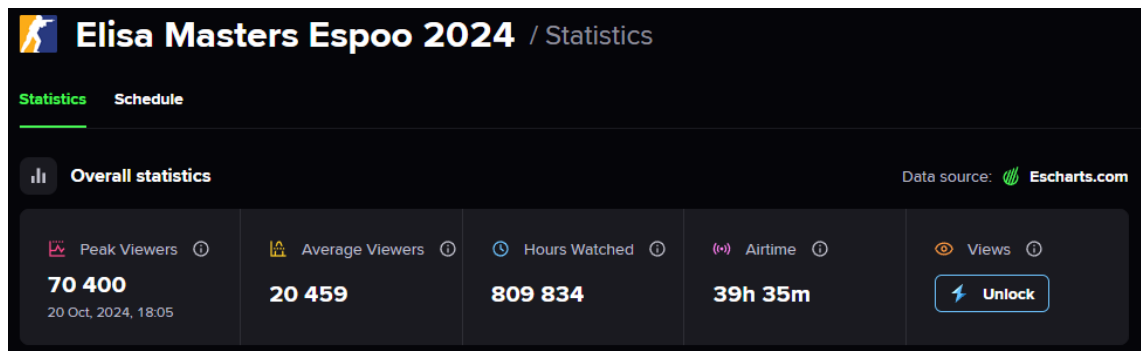 Elisa Masters Espoo 2024 / Statistics
Statistics Schedule
Overall statistics Data source: Escharts.com
Peak Viewers Average Viewers Hours Watched Airtime Views
70 400 20 459 809 834 39h 35m Unlock
20 Oct, 2024, 18:05